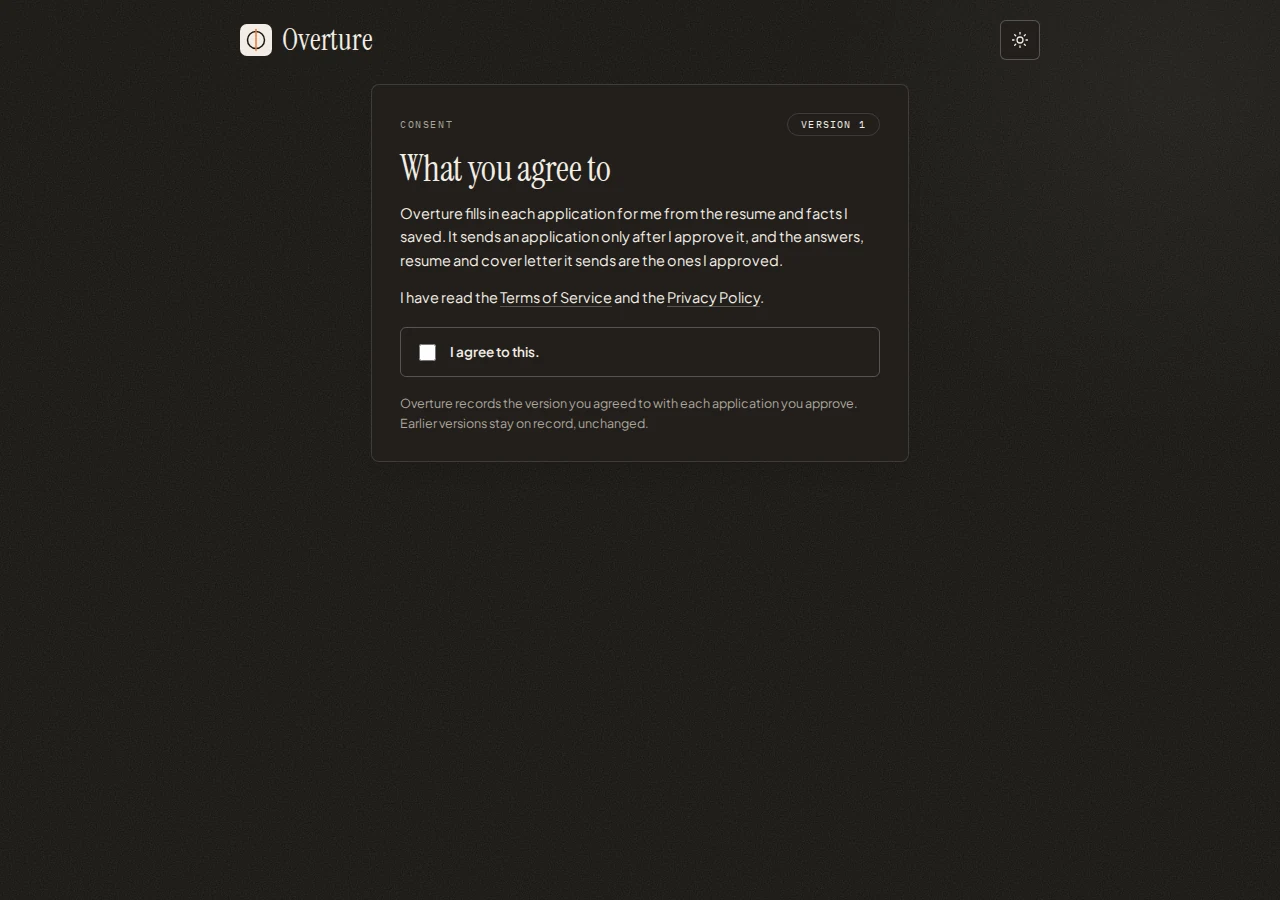 Overture
CONSENT
VERSION 1
What you agree to
Overture fills in each application for me from the resume and facts I
saved. It sends an application only after I approve it, and the answers,
resume and cover letter it sends are the ones I approved.
I have read the Terms of Service and the Privacy Policy.
I agree to this.
Overture records the version you agreed to with each application you approve.
Earlier versions stay on record, unchanged.